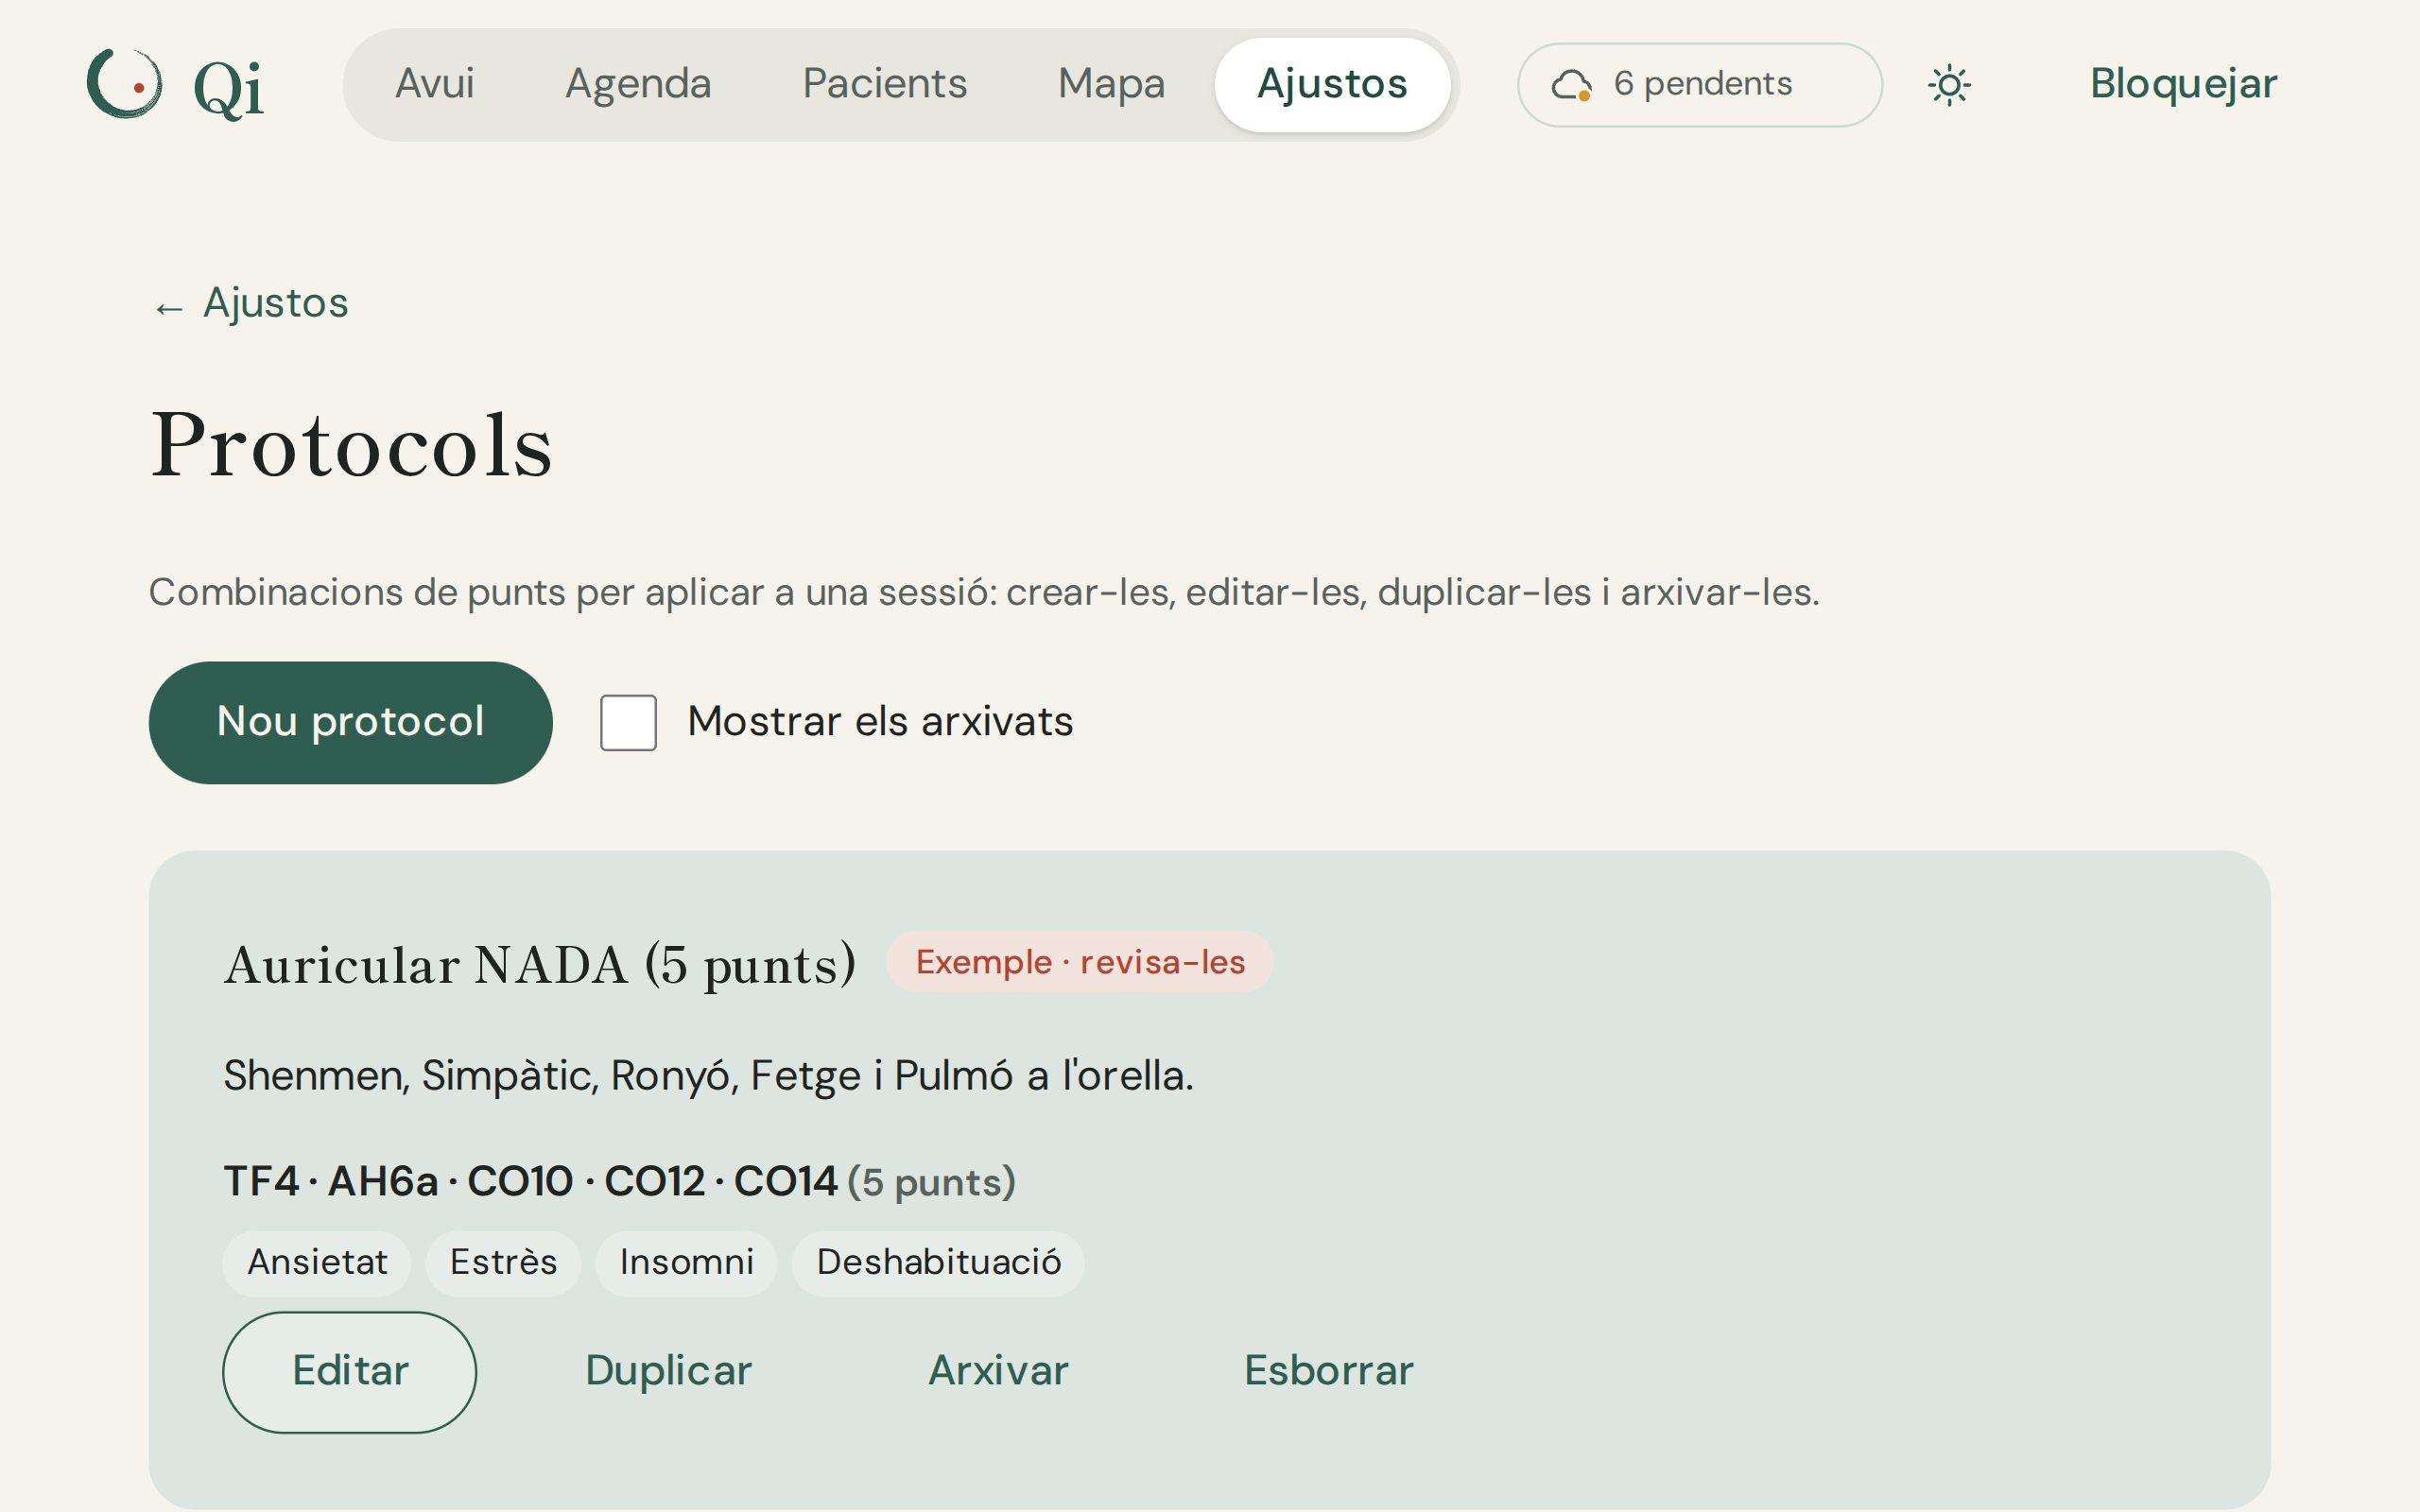 Qi
Avui
Agenda
Pacients
Mapa
Ajustos
6 pendents
Bloquejar
← Ajustos
Protocols
Combinacions de punts per aplicar a una sessió: crear-les, editar-les, duplicar-les i arxivar-les.
Nou protocol
Mostrar els arxivats
Auricular NADA (5 punts)
Exemple · revisa-les
Shenmen, Simpàtic, Ronyó, Fetge i Pulmó a l'orella.
TF4 · AH6a · CO10 · CO12 · CO14 (5 punts)
Ansietat
Estrès
Insomni
Deshabituació
Editar
Duplicar
Arxivar
Esborrar